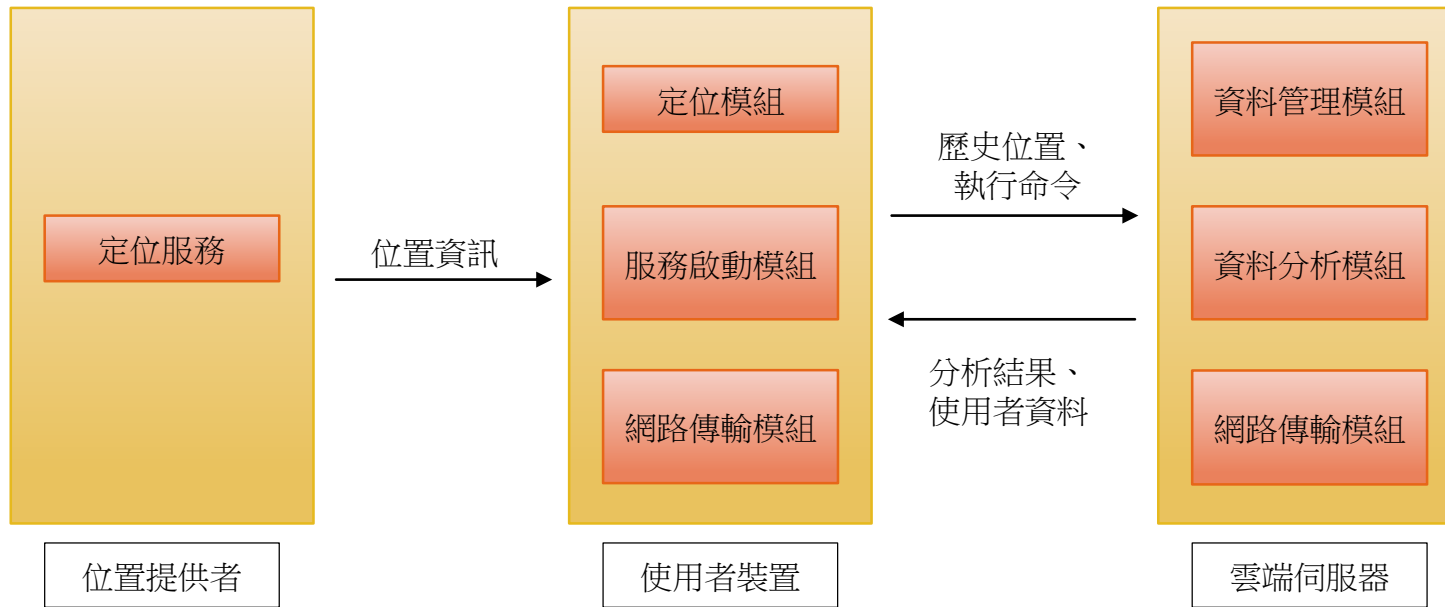 定位服務
位置提供者
位置資訊
定位模組
服務啟動模組
網路傳輸模組
使用者裝置
歷史位置、
執行命令
分析結果、
使用者資料
資料管理模組
資料分析模組
網路傳輸模組
雲端伺服器